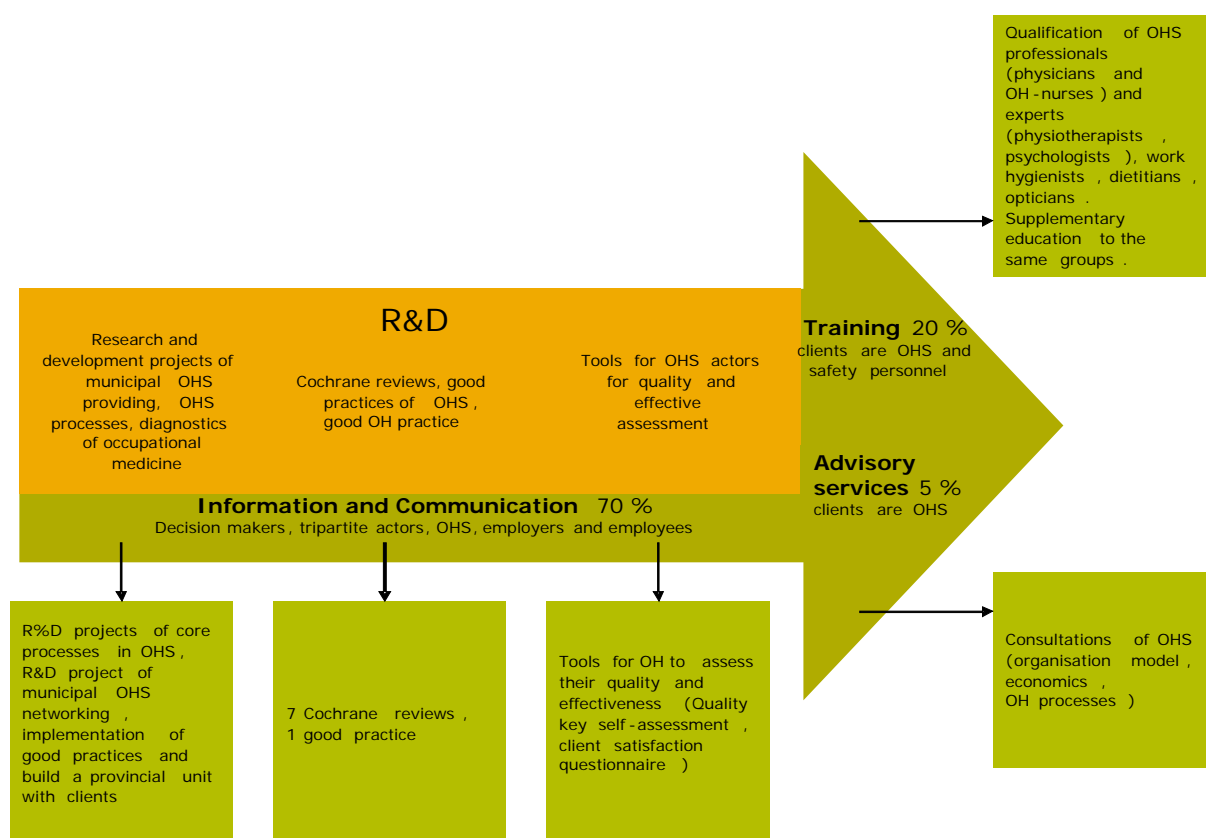 Qualification of OHS
professionals
(physicians and
OH-nurses ) and
experts
(physiotherapists ,
psychologists ), work
hygienists , dietitians ,
opticians .
Supplementary
education to the
same groups .
R&D
Research and
development projects of
municipal OHS
providing, OHS
processes, diagnostics
of occupational
medicine
Cochrane reviews, good
practices of OHS ,
good OH practice
Tools for OHS actors
for quality and
effective
assessment
Training 20 %
clients are OHS and
safety personnel
Advisory
services 5 %
clients are OHS
Information and Communication 70 %
Decision makers, tripartite actors, OHS, employers and employees
R%D projects of core
processes in OHS ,
R&D project of
municipal OHS
networking ,
implementation of
good practices and
build a provincial unit
with clients
7 Cochrane reviews ,
1 good practice
Tools for OH to assess
their quality and
effectiveness (Quality
key self-assessment ,
client satisfaction
questionnaire )
Consultations of OHS
(organisation model ,
economics ,
OH processes )